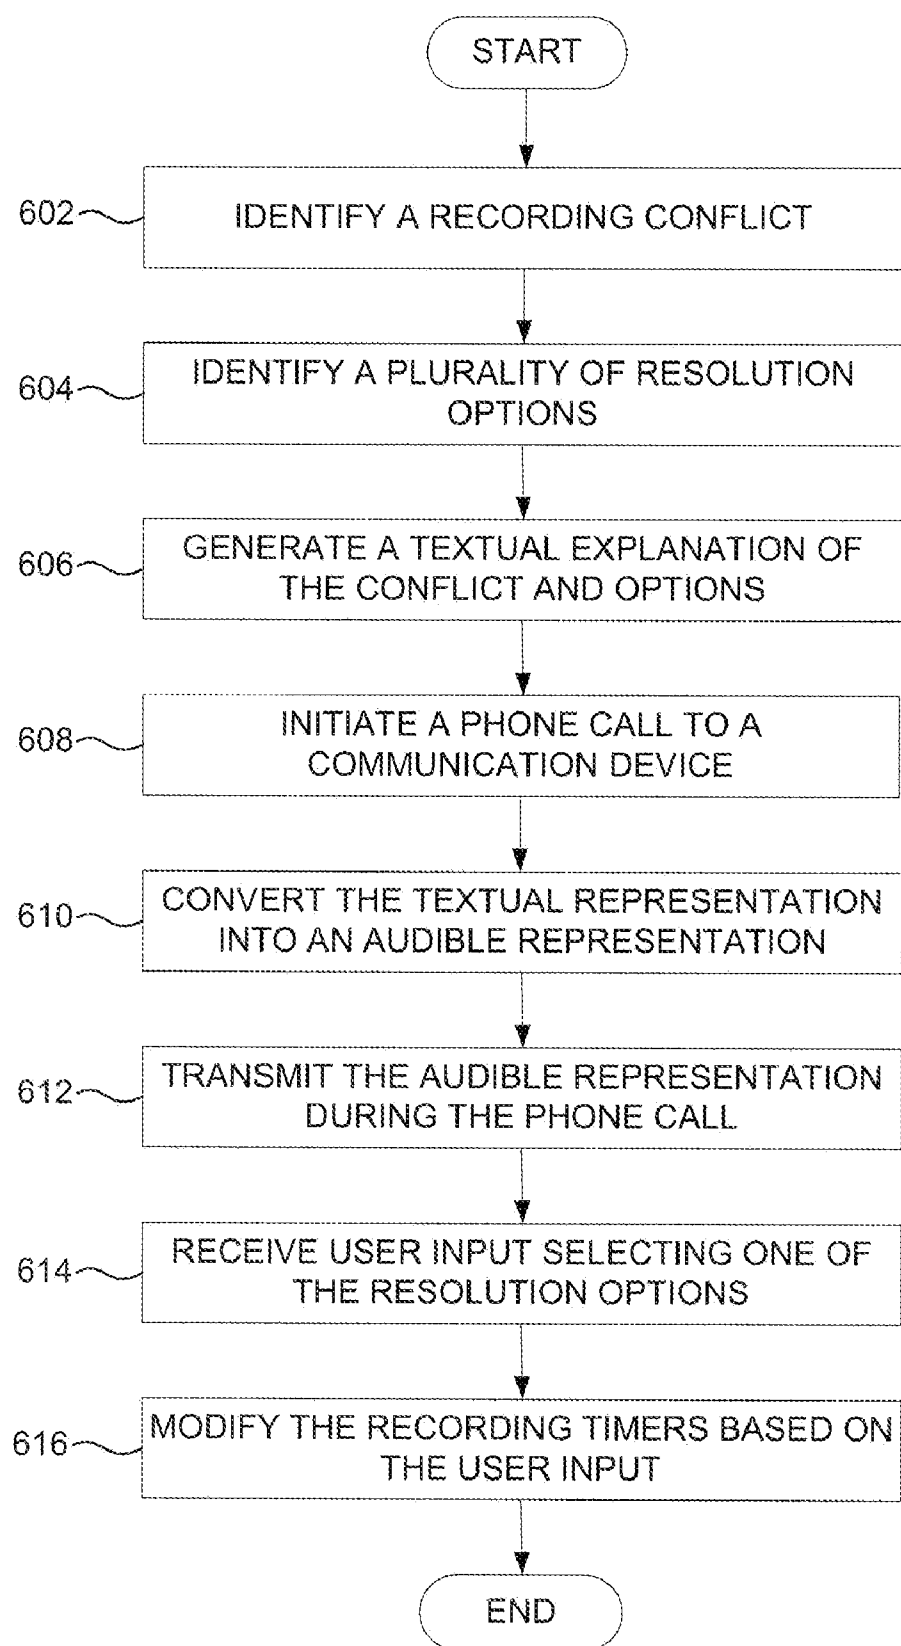 START
602
IDENTIFY A RECORDING CONFLICT
604
IDENTIFY A PLURALITY OF RESOLUTION
OPTIONS
606
GENERATE A TEXTUAL EXPLANATION OF
THE CONFLICT AND OPTIONS
608
INITIATE A PHONE CALL TO A
COMMUNICATION DEVICE
610
CONVERT THE TEXTUAL REPRESENTATION
INTO AN AUDIBLE REPRESENTATION
612
TRANSMIT THE AUDIBLE REPRESENTATION
DURING THE PHONE CALL
614
RECEIVE USER INPUT SELECTING ONE OF
THE RESOLUTION OPTIONS
616
MODIFY THE RECORDING TIMERS BASED ON
THE USER INPUT
END